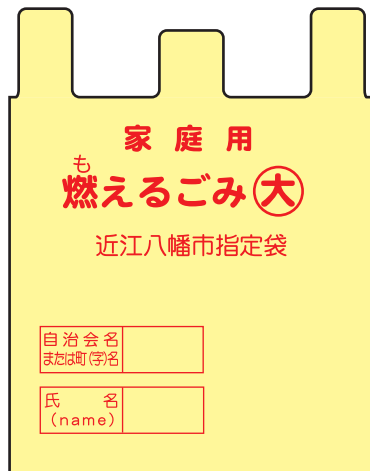 家庭用
も
燃えるごみ 大
近江八幡市指定袋
自治会名
または町(字)名
氏名
(name)